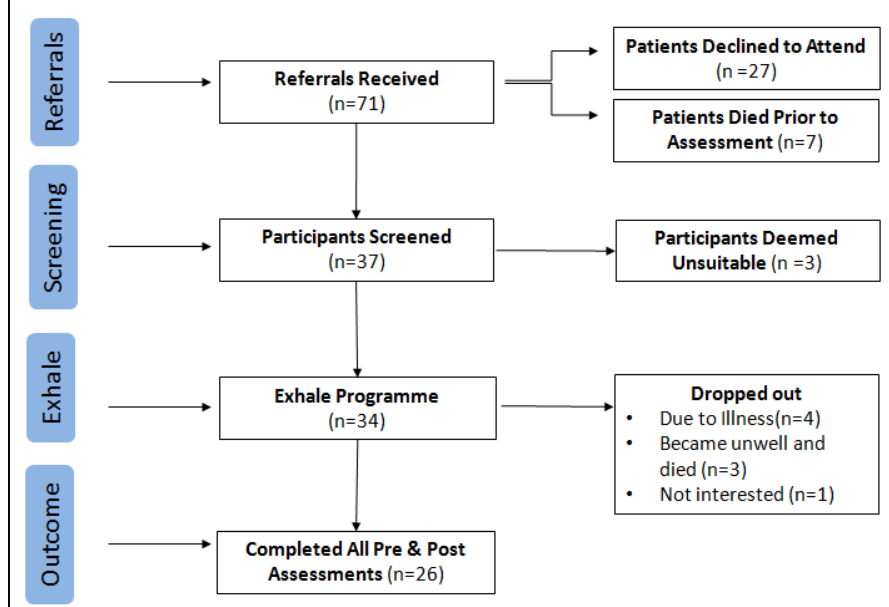 Referrals
Referrals Received
(n=71)
Patients Declined to Attend
(n =27)
Patients Died Prior to
Assessment (n=7)
Screening
Participants Screened
(n=37)
Participants Deemed
Unsuitable (n =3)
Exhale
Exhale Programme
(n=34)
Dropped out
• Due to Illness(n=4)
• Became unwell and
died (n=3)
• Not interested (n=1)
Outcome
Completed All Pre & Post
Assessments (n=26)